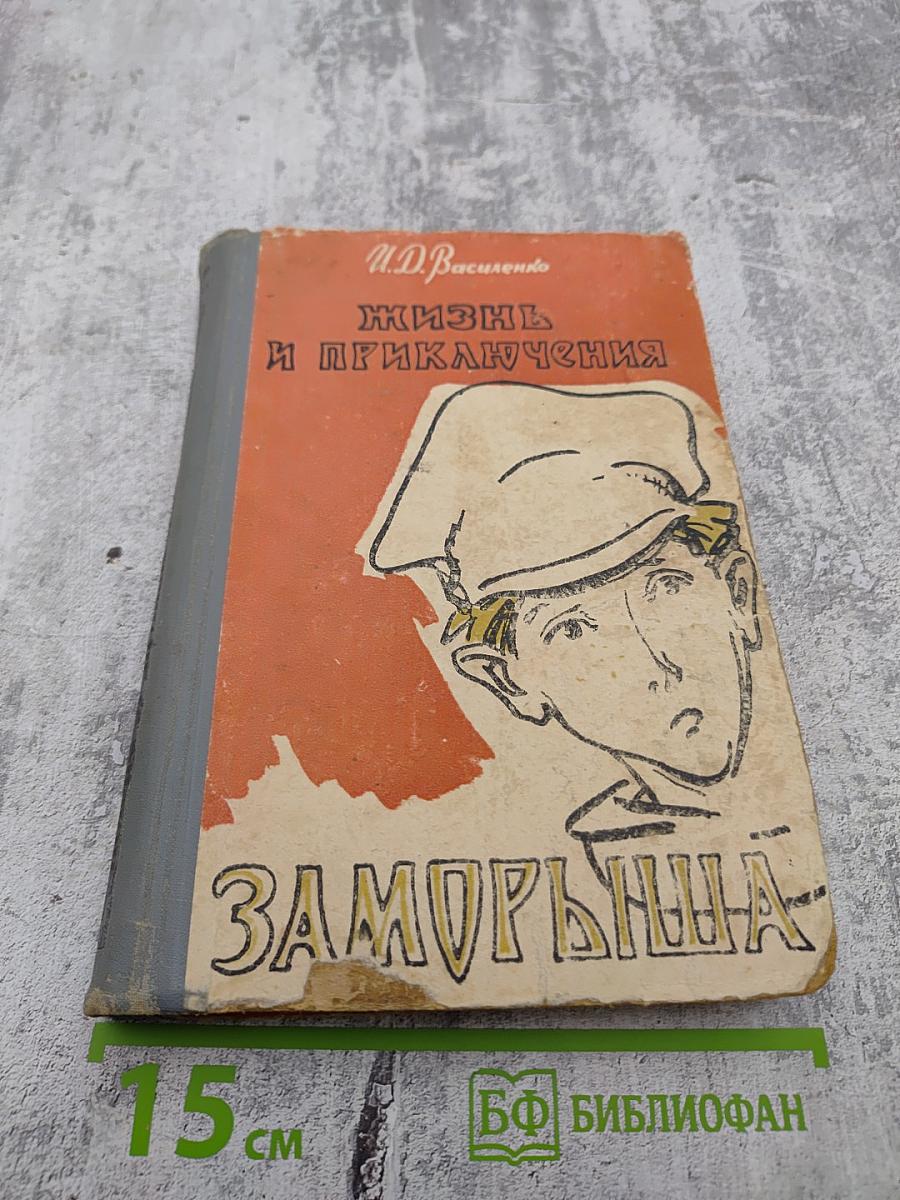 И.Д.Василенко
ЖИЗНЬ
И ПРИКЛЮЧЕНИЯ
ЗАМОРЫША
15 см
БФ БИБЛИОФАН